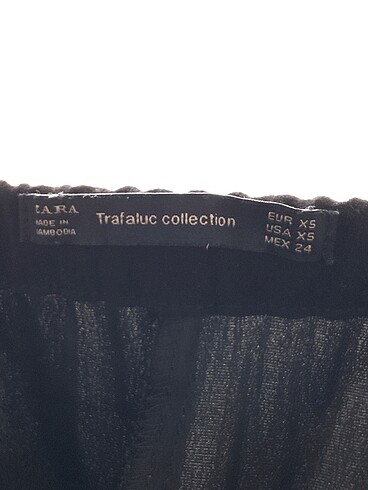 ZARA
MADE IN
CAMBODIA
Trafaluc collection
EUR XS
USA XS
MEX 24